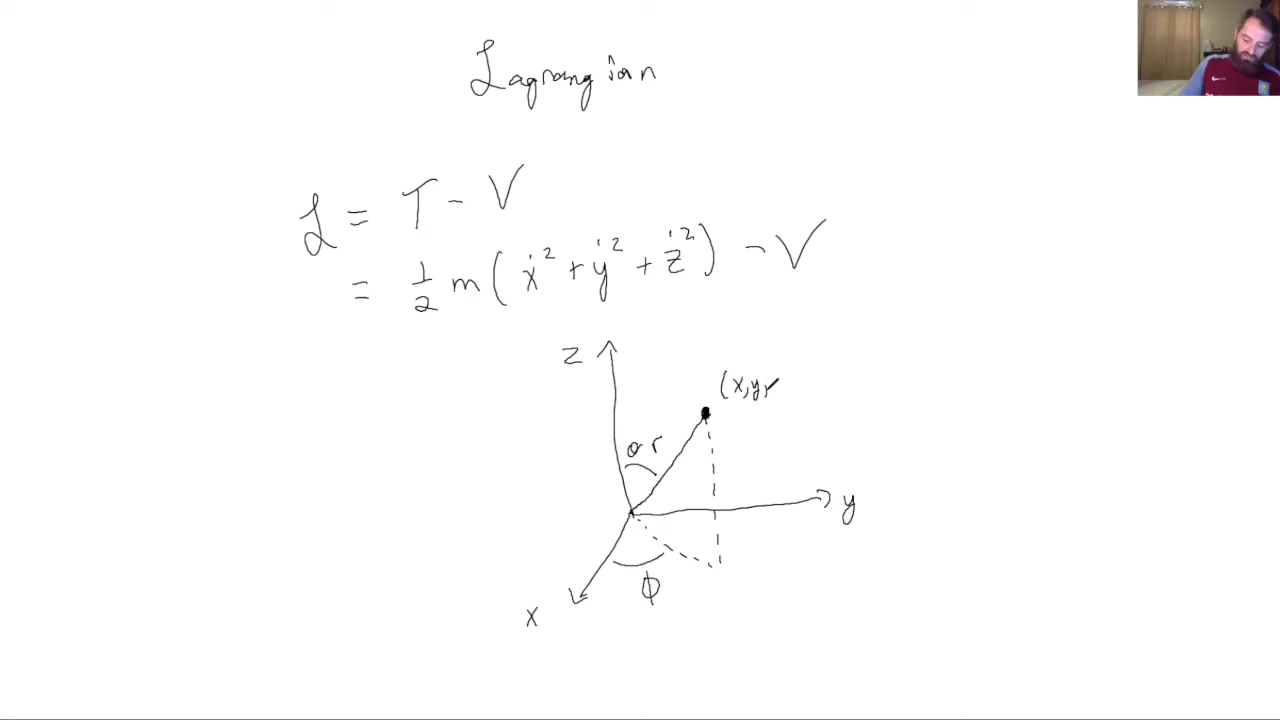 Lagrangian
ℒ = T - V
= 1/2 m (ẋ² + ẏ² + ż²) - V
z
(x,y,
θ r
y
φ
x